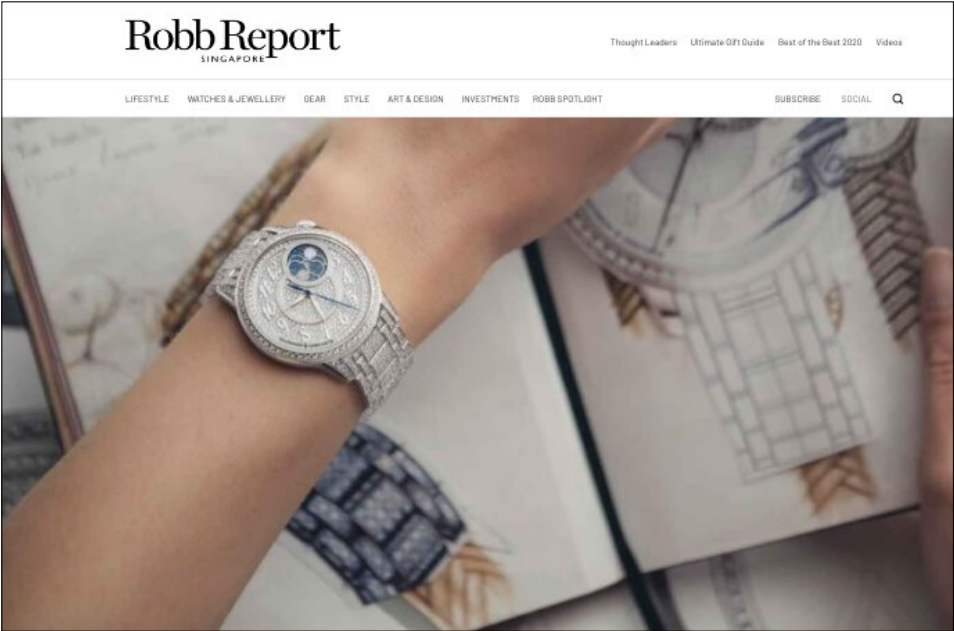 Robb Report
SINGAPORE
Thought Leaders Ultimate Gift Guide Best of the Best 2020 Videos
LIFESTYLE WATCHES & JEWELLERY GEAR STYLE ART & DESIGN INVESTMENTS ROBB SPOTLIGHT SUBSCRIBE SOCIAL